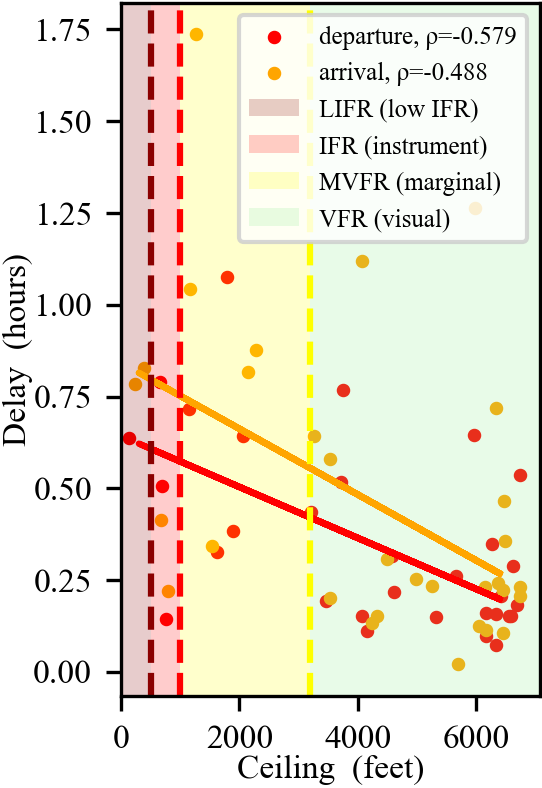 1.75
1.50
1.25
1.00
0.75
0.50
0.25
0.00
Delay (hours)
departure, ρ=-0.579
arrival, ρ=-0.488
LIFR (low IFR)
IFR (instrument)
MVFR (marginal)
VFR (visual)
0 2000 4000 6000
Ceiling (feet)